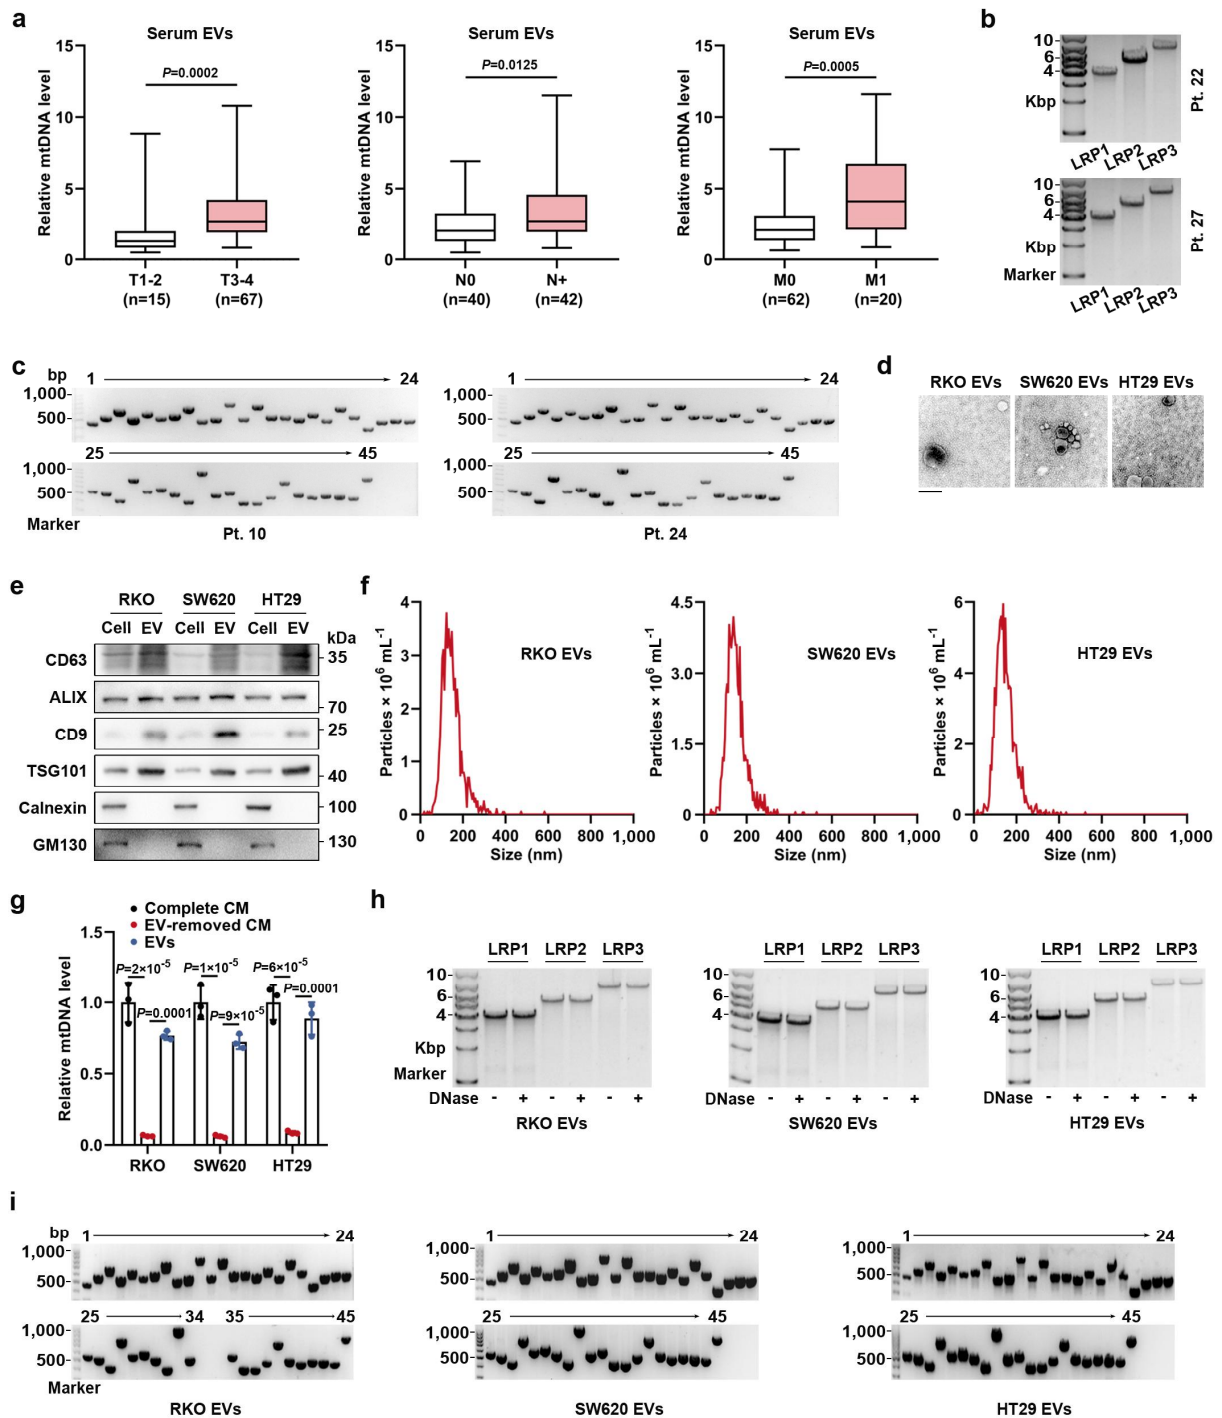 a
Serum EVs
Relative mtDNA level
15
10
5
0
P=0.0002
T1-2
(n=15)
T3-4
(n=67)
Serum EVs
Relative mtDNA level
15
10
5
0
P=0.0125
N0
(n=40)
N+
(n=42)
Serum EVs
Relative mtDNA level
15
10
5
0
P=0.0005
M0
(n=62)
M1
(n=20)
b
10
6
4
Kbp
LRP1 LRP2 LRP3
Pt. 22
10
6
4
Kbp
Marker
LRP1 LRP2 LRP3
Pt. 27
c
bp
1 24
1,000
500
25 45
1,000
500
Marker
Pt. 10
1 24
1,000
500
25 45
1,000
500
Pt. 24
d
RKO EVs SW620 EVs HT29 EVs
e
RKO SW620 HT29
Cell EV Cell EV Cell EV
kDa
CD63 35
ALIX 70
CD9 25
TSG101 40
Calnexin 100
GM130 130
f
Particles × 10⁶ mL⁻¹
4
3
2
1
0
RKO EVs
0 200 400 600 800 1,000
Size (nm)
Particles × 10⁶ mL⁻¹
4.5
3.0
1.5
0
SW620 EVs
0 200 400 600 800 1,000
Size (nm)
Particles × 10⁶ mL⁻¹
6
4
2
0
HT29 EVs
0 200 400 600 800 1,000
Size (nm)
g
Complete CM
EV-removed CM
EVs
Relative mtDNA level
1.5
1.0
0.5
0.0
P=2×10⁻⁵
P=0.0001
P=1×10⁻⁵
P=9×10⁻⁵
P=6×10⁻⁵
P=0.0001
RKO SW620 HT29
h
LRP1 LRP2 LRP3
10
6
4
Kbp
Marker
DNase - + - + - +
RKO EVs
LRP1 LRP2 LRP3
10
6
4
DNase - + - + - +
SW620 EVs
LRP1 LRP2 LRP3
10
6
4
DNase - + - + - +
HT29 EVs
i
bp
1 24
1,000
500
25 34 35 45
1,000
500
Marker
RKO EVs
1 24
1,000
500
25 45
1,000
500
SW620 EVs
1 24
1,000
500
25 45
1,000
500
HT29 EVs